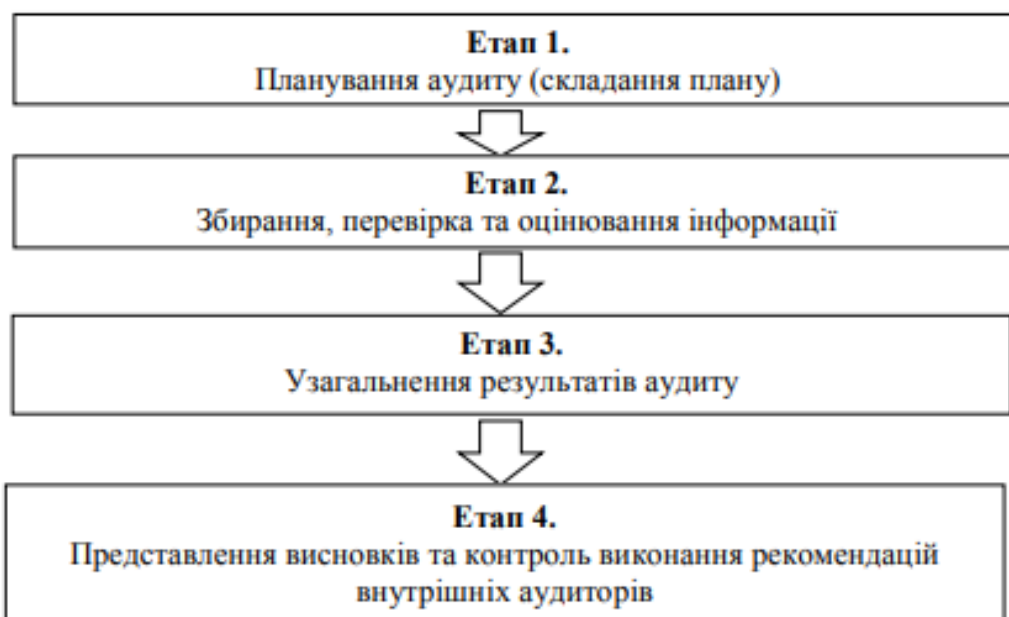 Етап 1.
Планування аудиту (складання плану)
Етап 2.
Збирання, перевірка та оцінювання інформації
Етап 3.
Узагальнення результатів аудиту
Етап 4.
Представлення висновків та контроль виконання рекомендацій
внутрішніх аудиторів